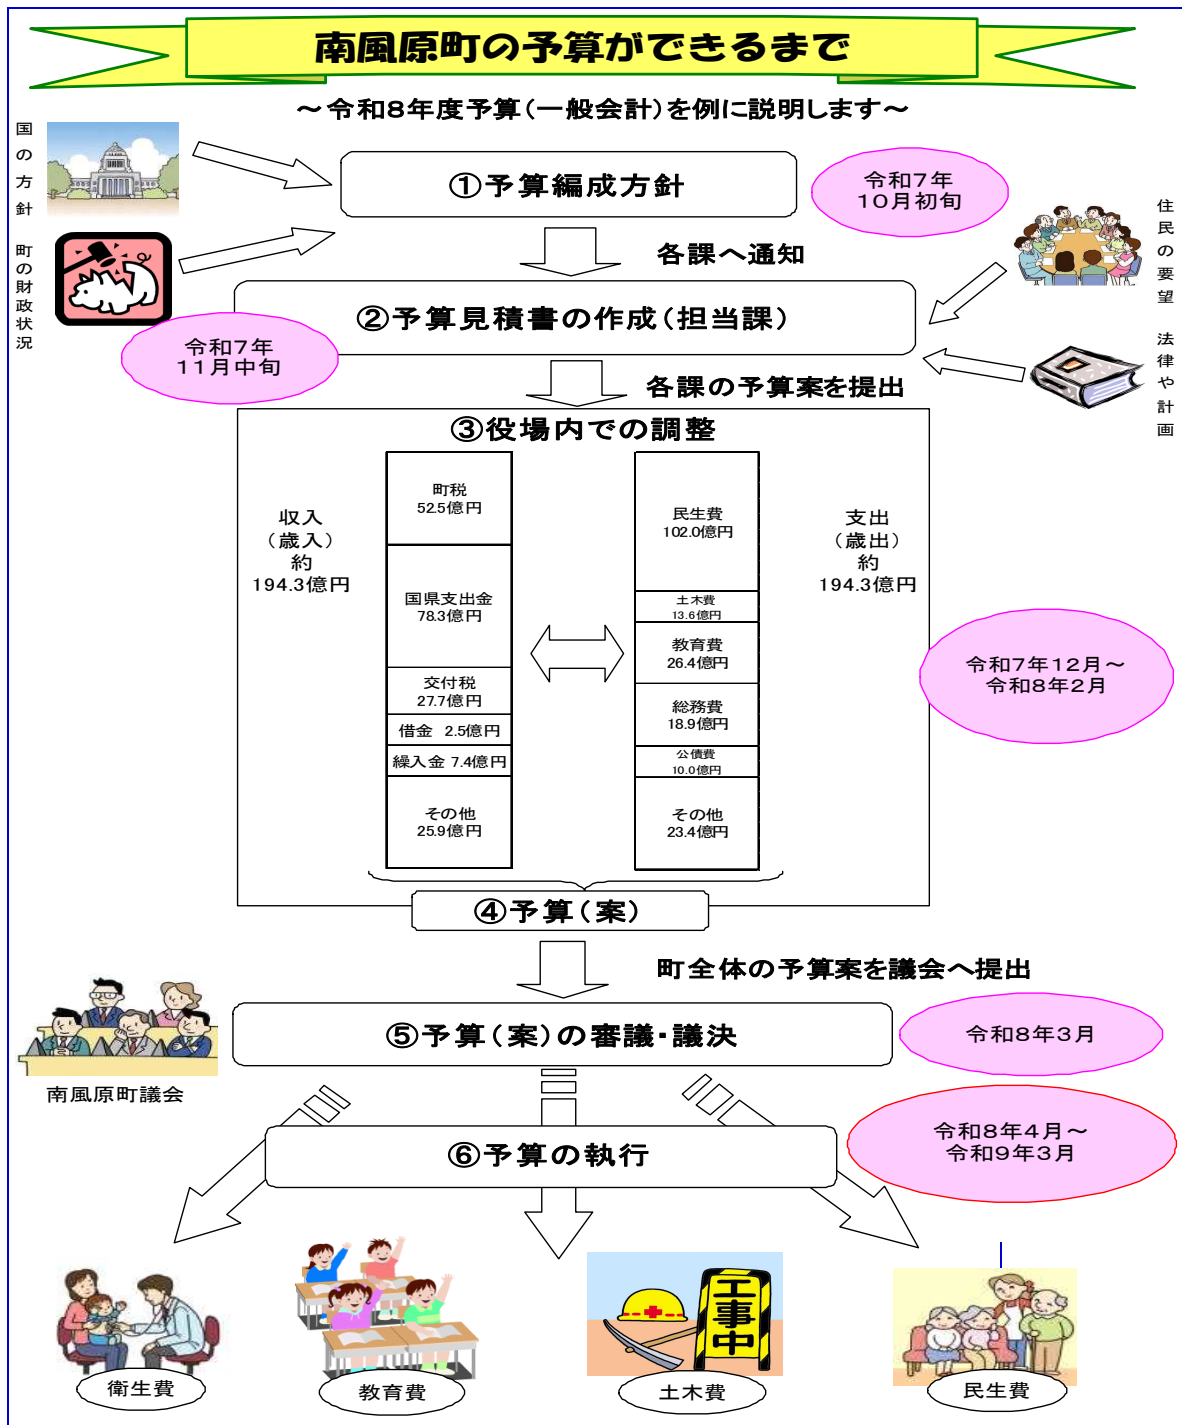 南風原町の予算ができるまで
～令和8年度予算（一般会計）を例に説明します～
国の方針
町の財政状況
①予算編成方針
令和7年
10月初旬
各課へ通知
住民の要望
法律や計画
②予算見積書の作成（担当課）
令和7年
11月中旬
各課の予算案を提出
③役場内での調整
収入
（歳入）
約
194.3億円
町税
52.5億円
国県支出金
78.3億円
交付税
27.7億円
借金 2.5億円
繰入金 7.4億円
その他
25.9億円
民生費
102.0億円
土木費
13.6億円
教育費
26.4億円
総務費
18.9億円
公債費
10.0億円
その他
23.4億円
支出
（歳出）
約
194.3億円
令和7年12月～
令和8年2月
④予算（案）
町全体の予算案を議会へ提出
南風原町議会
⑤予算（案）の審議・議決
令和8年3月
⑥予算の執行
令和8年4月～
令和9年3月
工事中
衛生費
教育費
土木費
民生費